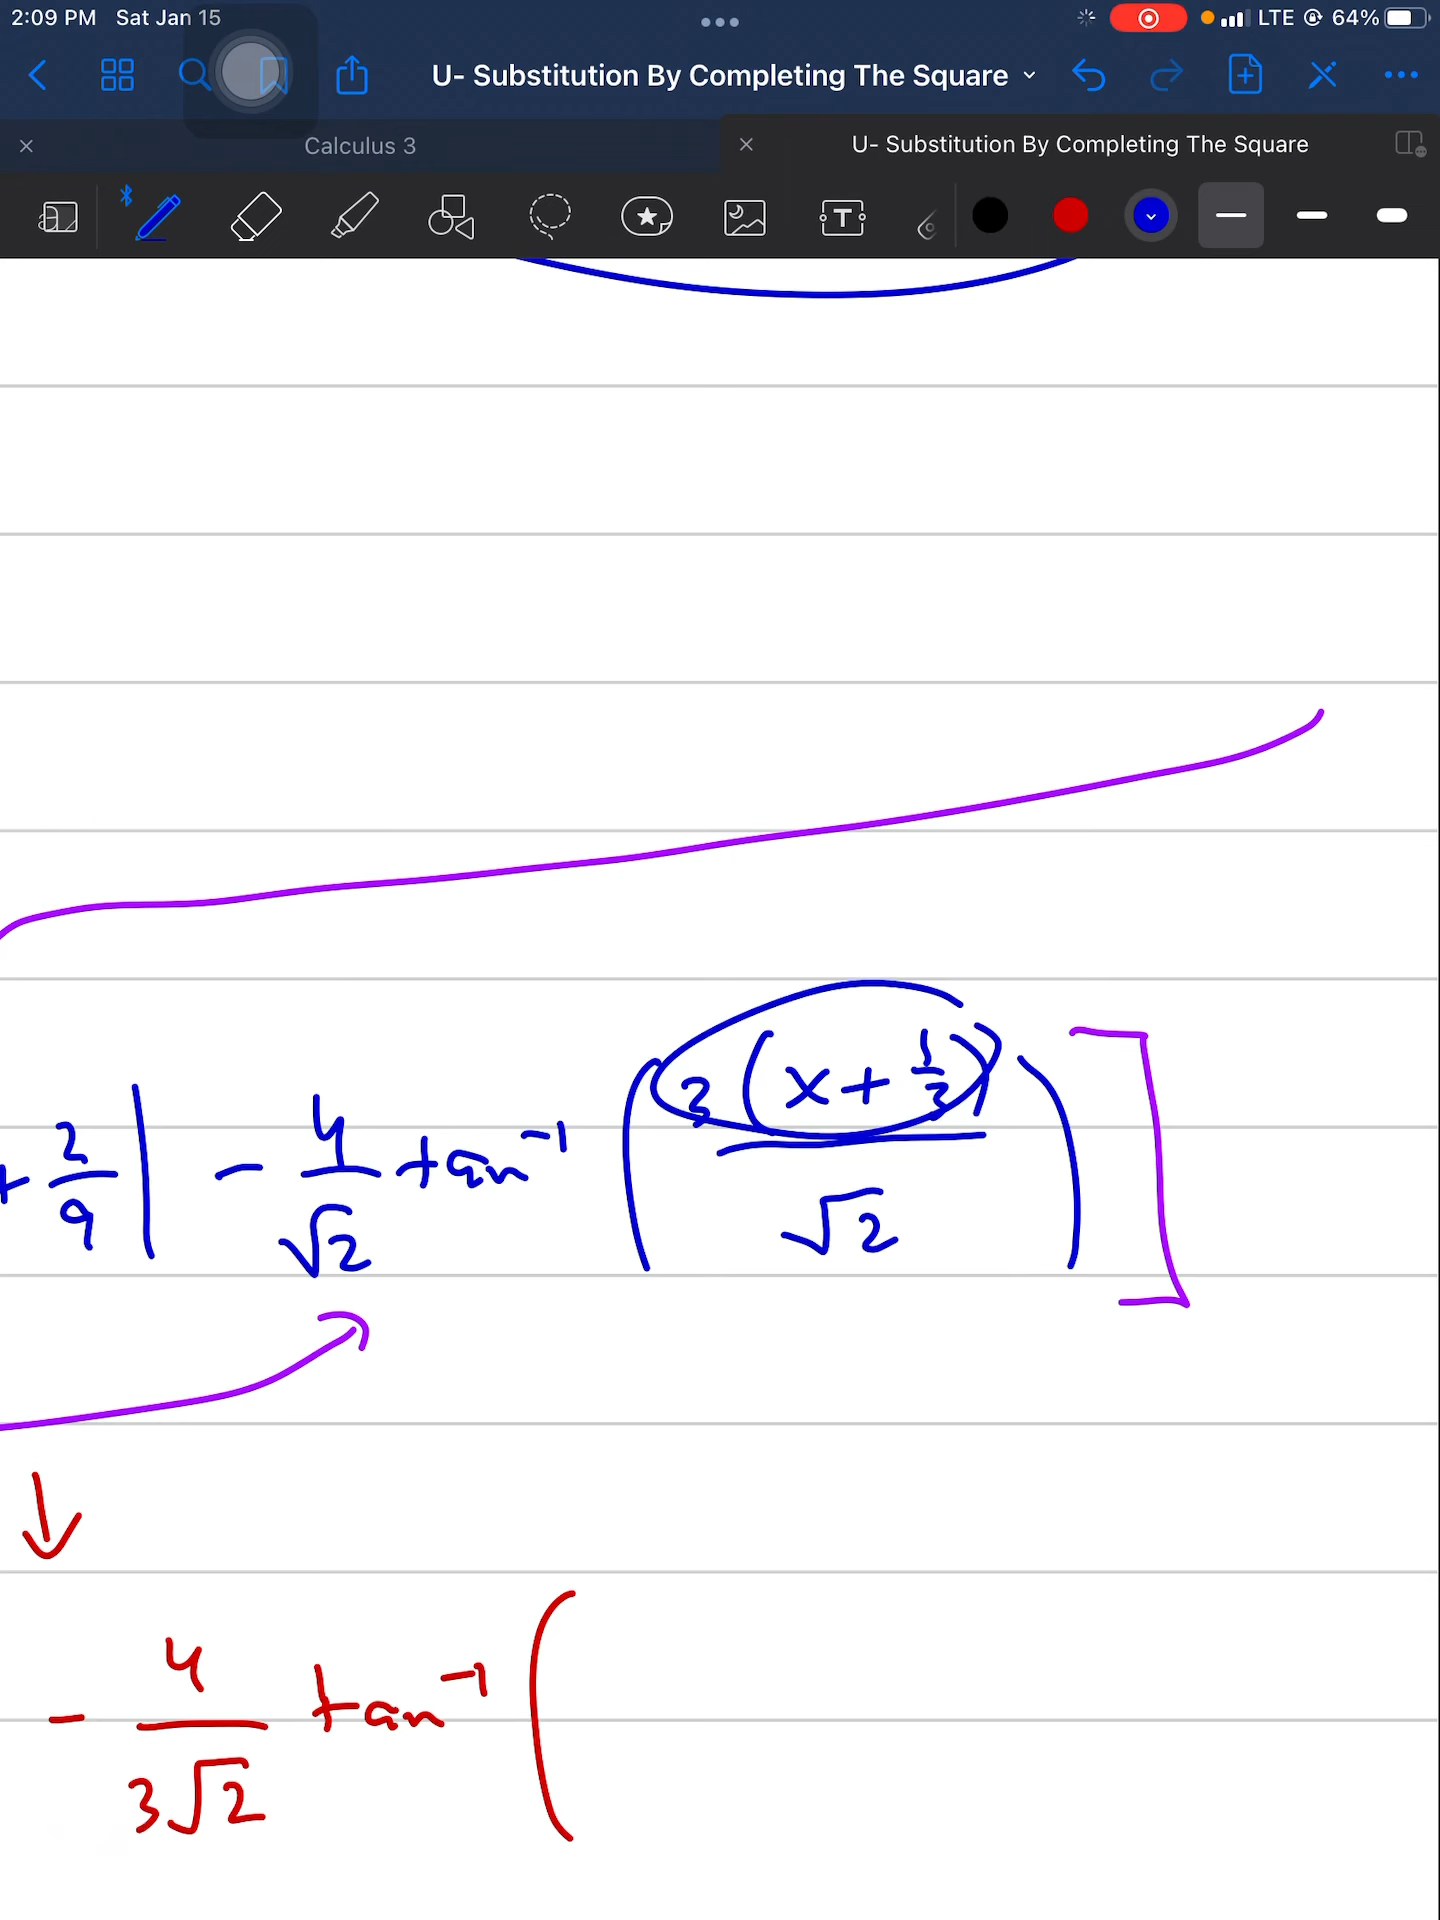 2:09 PM Sat Jan 15 LTE 64%
U- Substitution By Completing The Square
Calculus 3 U- Substitution By Completing The Square
T
+ 2/9 | - 4/√2 tan⁻¹ ( 3 (x + 1/3) / √2 ) ]
- 4/3√2 tan⁻¹ (